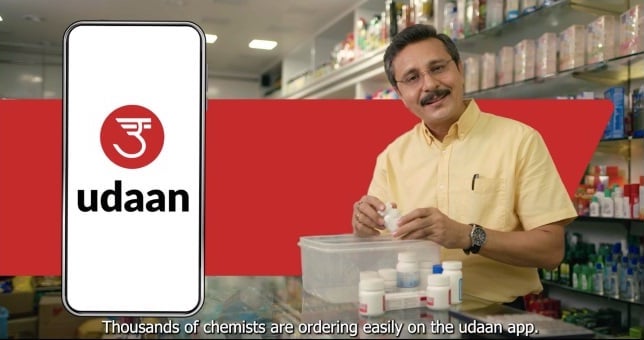 उ
udaan
Thousands of chemists are ordering easily on the udaan app.